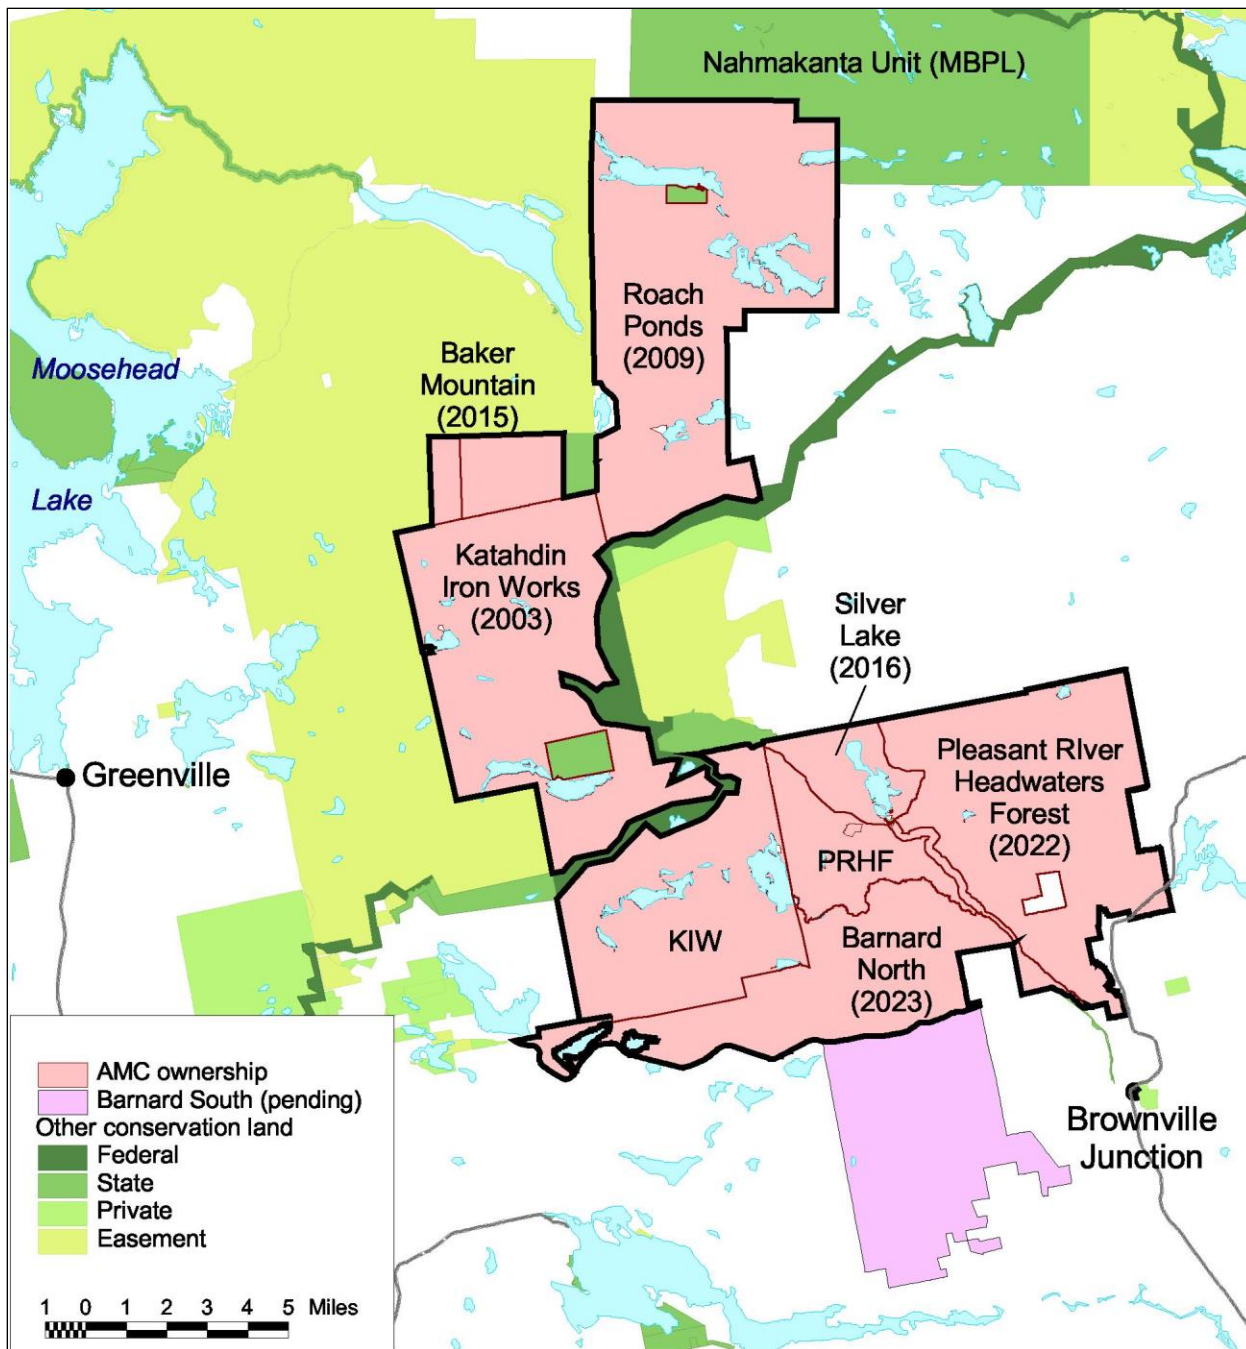 Nahmakanta Unit (MBPL)
Roach
Ponds
(2009)
Baker
Mountain
(2015)
Moosehead
Lake
Katahdin
Iron Works
(2003)
Silver
Lake
(2016)
Pleasant RIver
Headwaters
Forest
(2022)
Greenville
PRHF
KIW
Barnard
North
(2023)
Brownville
Junction
AMC ownership
Barnard South (pending)
Other conservation land
Federal
State
Private
Easement
1 0 1 2 3 4 5 Miles